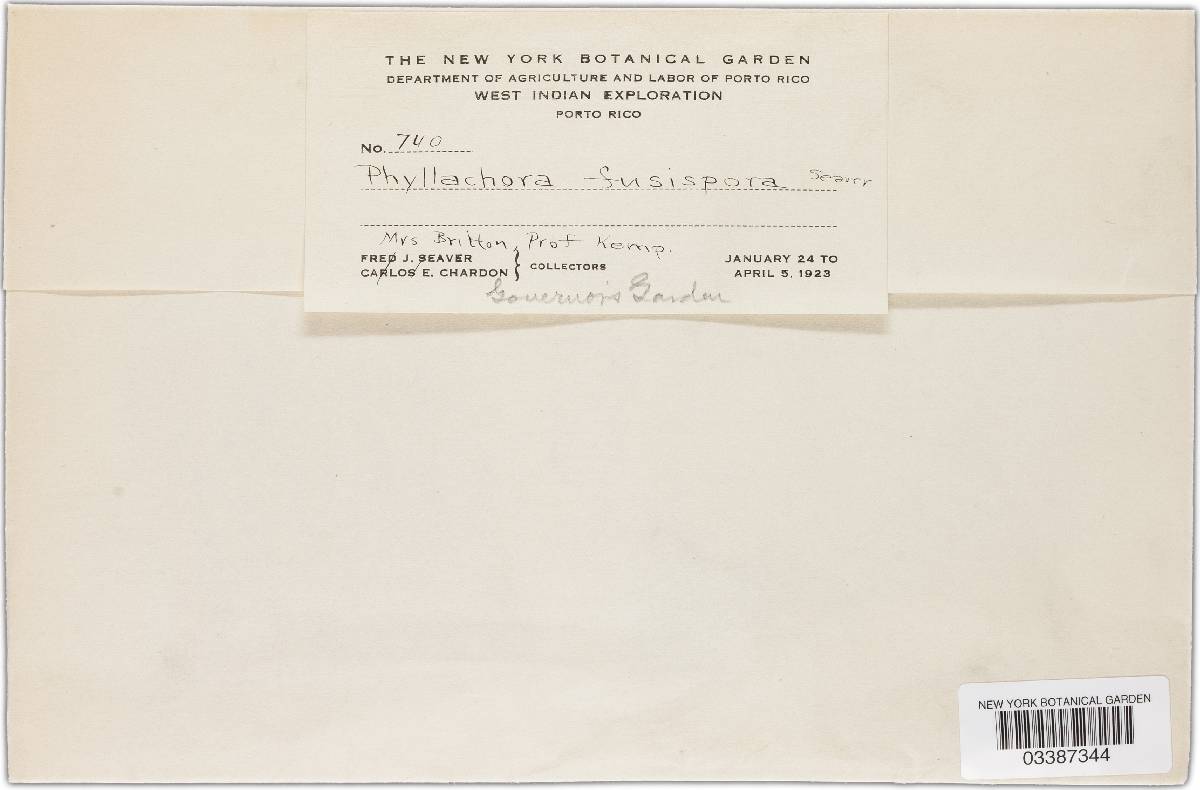 THE NEW YORK BOTANICAL GARDEN
DEPARTMENT OF AGRICULTURE AND LABOR OF PORTO RICO
WEST INDIAN EXPLORATION
PORTO RICO
No. 740
Phyllachora fusispora Seaver
Mrs Britton, Prof Kemp.
FRED J. SEAVER
CARLOS E. CHARDON } COLLECTORS
JANUARY 24 TO
APRIL 5, 1923
Governor's Garden
NEW YORK BOTANICAL GARDEN
03387344